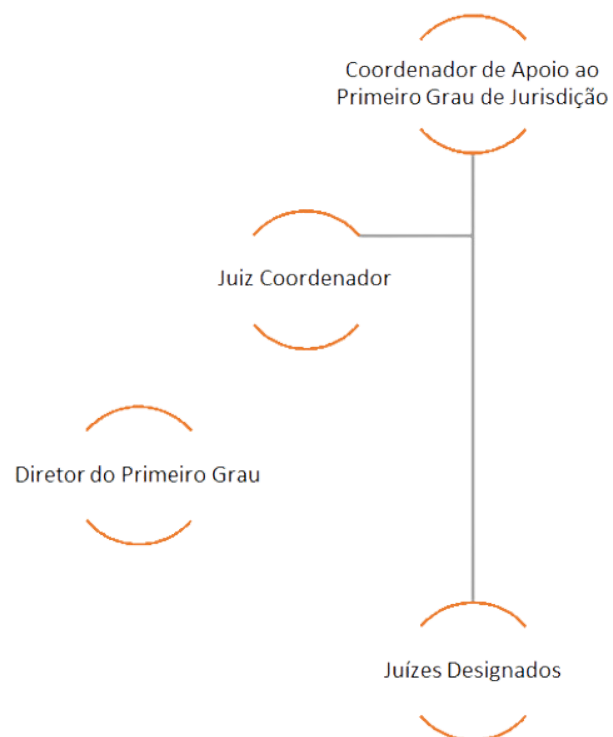 Coordenador de Apoio ao
Primeiro Grau de Jurisdição
Juiz Coordenador
Diretor do Primeiro Grau
Juízes Designados